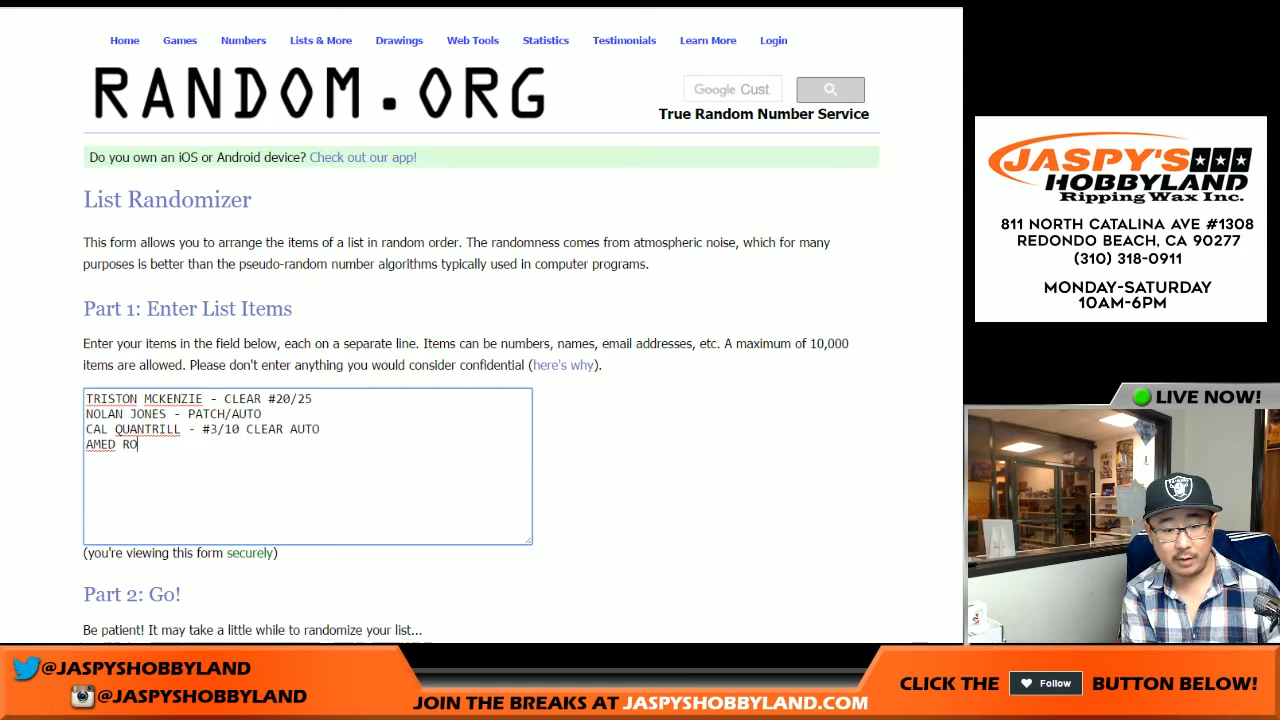 Home Games Numbers Lists & More Drawings Web Tools Statistics Testimonials Learn More Login
RANDOM.ORG
Google Cust
True Random Number Service
Do you own an iOS or Android device? Check out our app!
List Randomizer
This form allows you to arrange the items of a list in random order. The randomness comes from atmospheric noise, which for many
purposes is better than the pseudo-random number algorithms typically used in computer programs.
Part 1: Enter List Items
Enter your items in the field below, each on a separate line. Items can be numbers, names, email addresses, etc. A maximum of 10,000
items are allowed. Please don't enter anything you would consider confidential (here's why).
TRISTON MCKENZIE - CLEAR #20/25
NOLAN JONES - PATCH/AUTO
CAL QUANTRILL - #3/10 CLEAR AUTO
AMED RO
(you're viewing this form securely)
Part 2: Go!
Be patient! It may take a little while to randomize your list...
JASPY'S
HOBBYLAND
Ripping Wax Inc.
811 NORTH CATALINA AVE #1308
REDONDO BEACH, CA 90277
(310) 318-0911
MONDAY-SATURDAY
10AM-6PM
LIVE NOW!
@JASPYSHOBBYLAND
@JASPYSHOBBYLAND
JOIN THE BREAKS AT JASPYSHOBBYLAND.COM
CLICK THE Follow BUTTON BELOW!